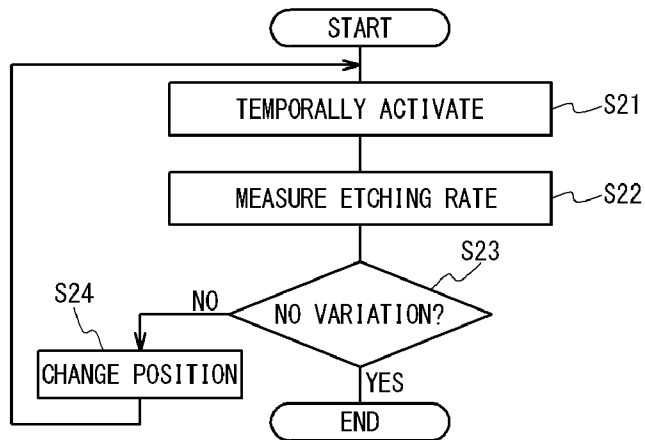 START
TEMPORALLY ACTIVATE
S21
MEASURE ETCHING RATE
S22
S23
NO VARIATION?
NO
S24
CHANGE POSITION
YES
END